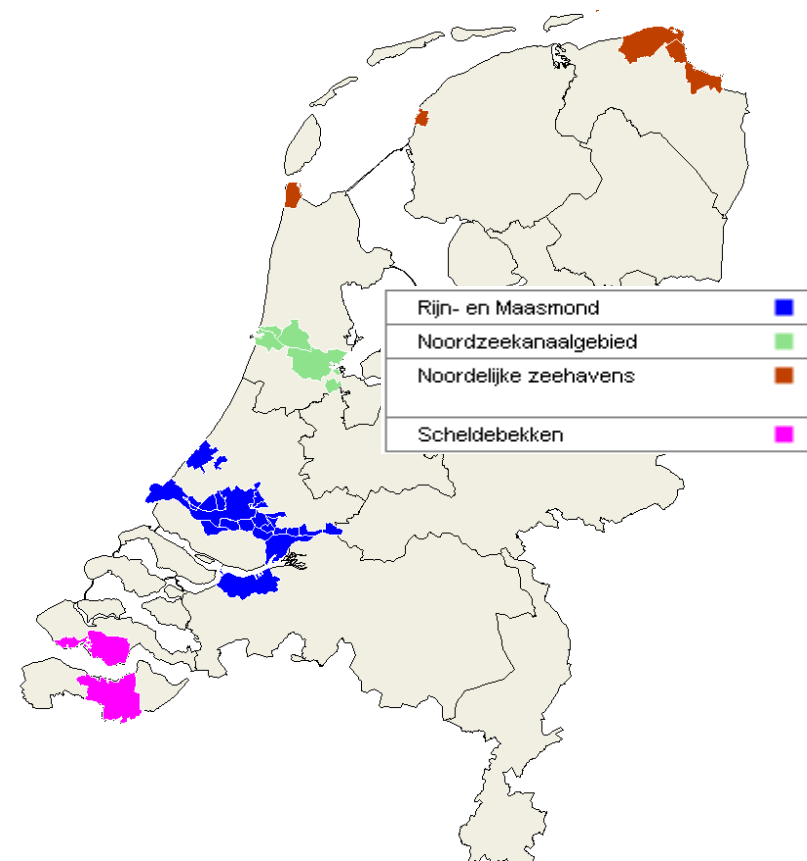 Rijn- en Maasmond
Noordzeekanaalgebied
Noordelijke zeehavens
Scheldebekken